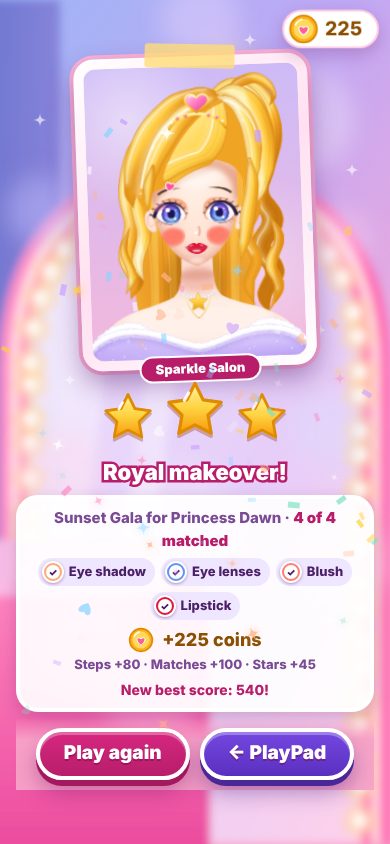 225
Sparkle Salon
Royal makeover!
Sunset Gala for Princess Dawn · 4 of 4
matched
Eye shadow
Eye lenses
Blush
Lipstick
+225 coins
Steps +80 · Matches +100 · Stars +45
New best score: 540!
Play again
← PlayPad